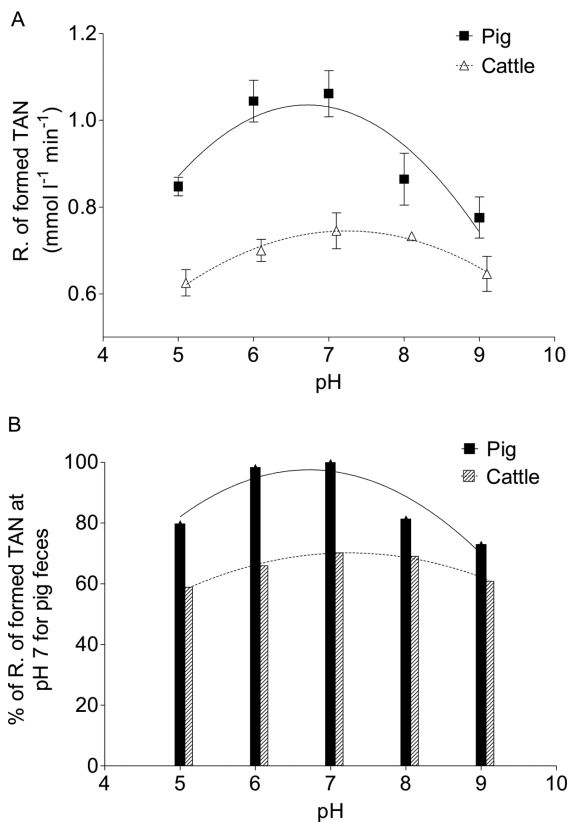 A
R. of formed TAN
(mmol l⁻¹ min⁻¹)
1.2
1.0
0.8
0.6
Pig
Cattle
4 5 6 7 8 9 10
pH
B
% of R. of formed TAN at
pH 7 for pig feces
100
80
60
40
20
0
Pig
Cattle
4 5 6 7 8 9 10
pH